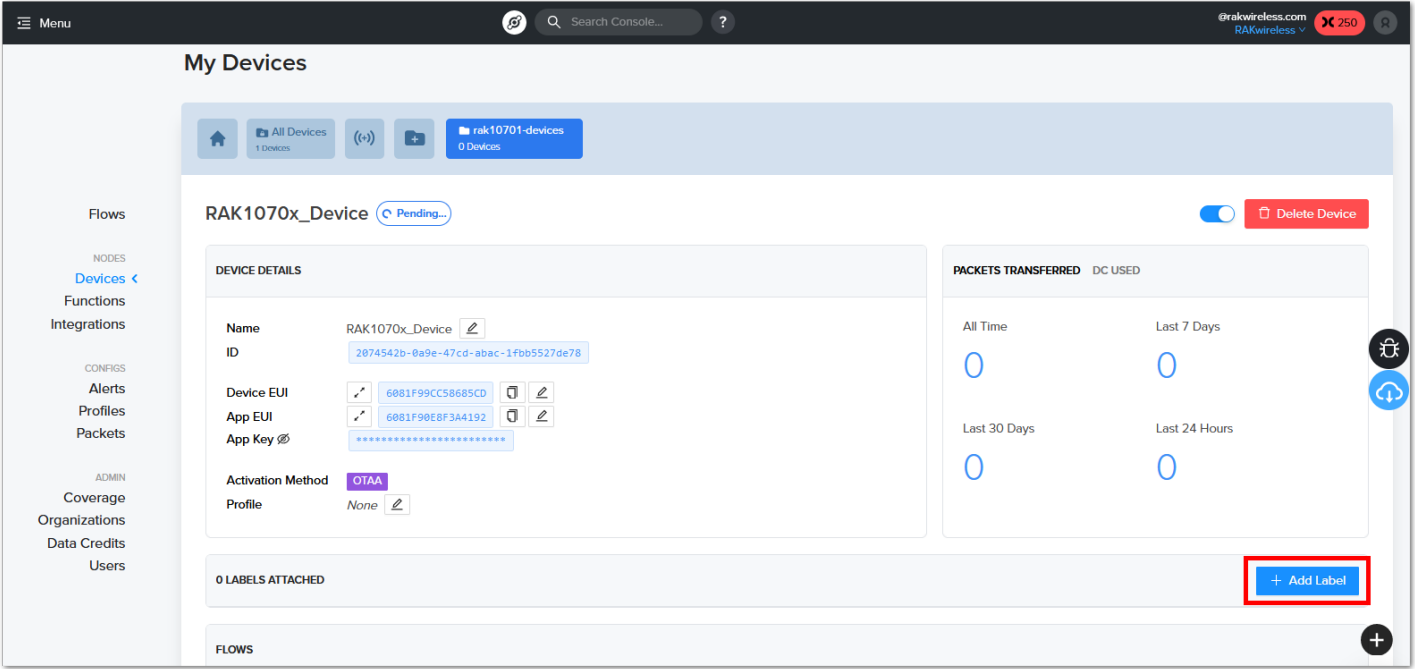 Menu
Search Console...
?
@rakwireless.com
RAKwireless
250
My Devices
All Devices
1 Devices
rak10701-devices
0 Devices
Flows
NODES
Devices
Functions
Integrations
CONFIGS
Alerts
Profiles
Packets
ADMIN
Coverage
Organizations
Data Credits
Users
RAK1070x_Device
Pending...
Delete Device
DEVICE DETAILS
Name RAK1070x_Device
ID 2074542b-0a9e-47cd-abac-1fbb5527de78
Device EUI 6081F99CC58685CD
App EUI 6081F90E8F3A4192
App Key ************************
Activation Method OTAA
Profile None
PACKETS TRANSFERRED DC USED
All Time Last 7 Days
0 0
Last 30 Days Last 24 Hours
0 0
0 LABELS ATTACHED
+ Add Label
FLOWS